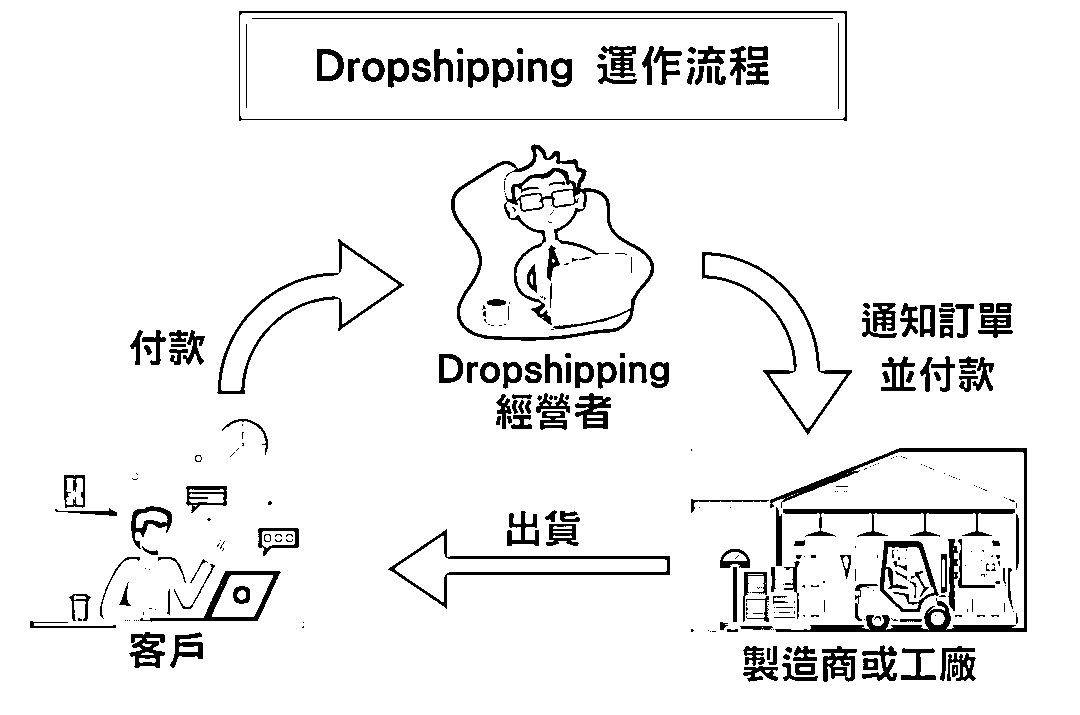 Dropshipping 運作流程
付款
Dropshipping
經營者
通知訂單
並付款
出貨
客戶
製造商或工廠